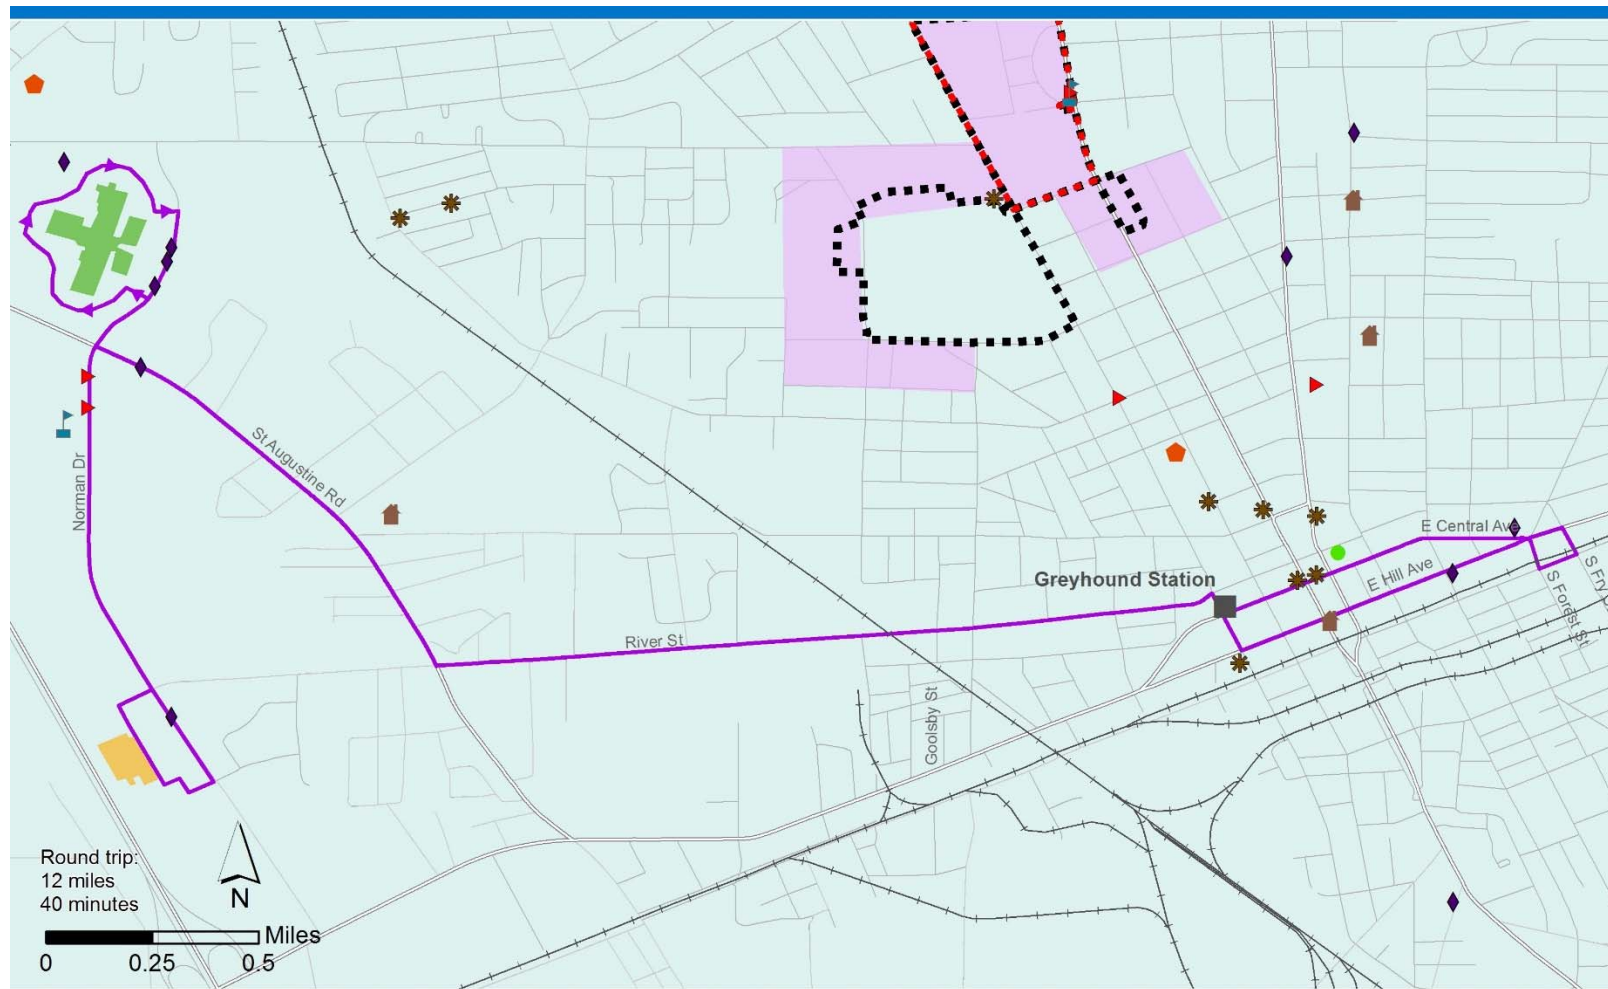 Norman Dr
St Augustine Rd
E Central Ave
Greyhound Station
E Hill Ave
S Forest St
River St
Goolsby St
Round trip:
12 miles
40 minutes
N
Miles
0 0.25 0.5